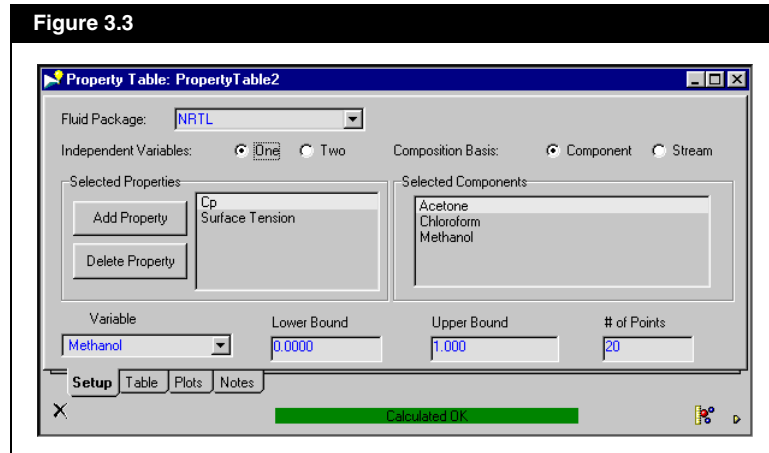 Figure 3.3
Property Table: PropertyTable2
Fluid Package: NRTL
Independent Variables: One Two Composition Basis: Component Stream
Selected Properties Selected Components
Add Property
Delete Property
Cp
Surface Tension
Acetone
Chloroform
Methanol
Variable Lower Bound Upper Bound # of Points
Methanol 0.0000 1.000 20
Setup Table Plots Notes
Calculated OK